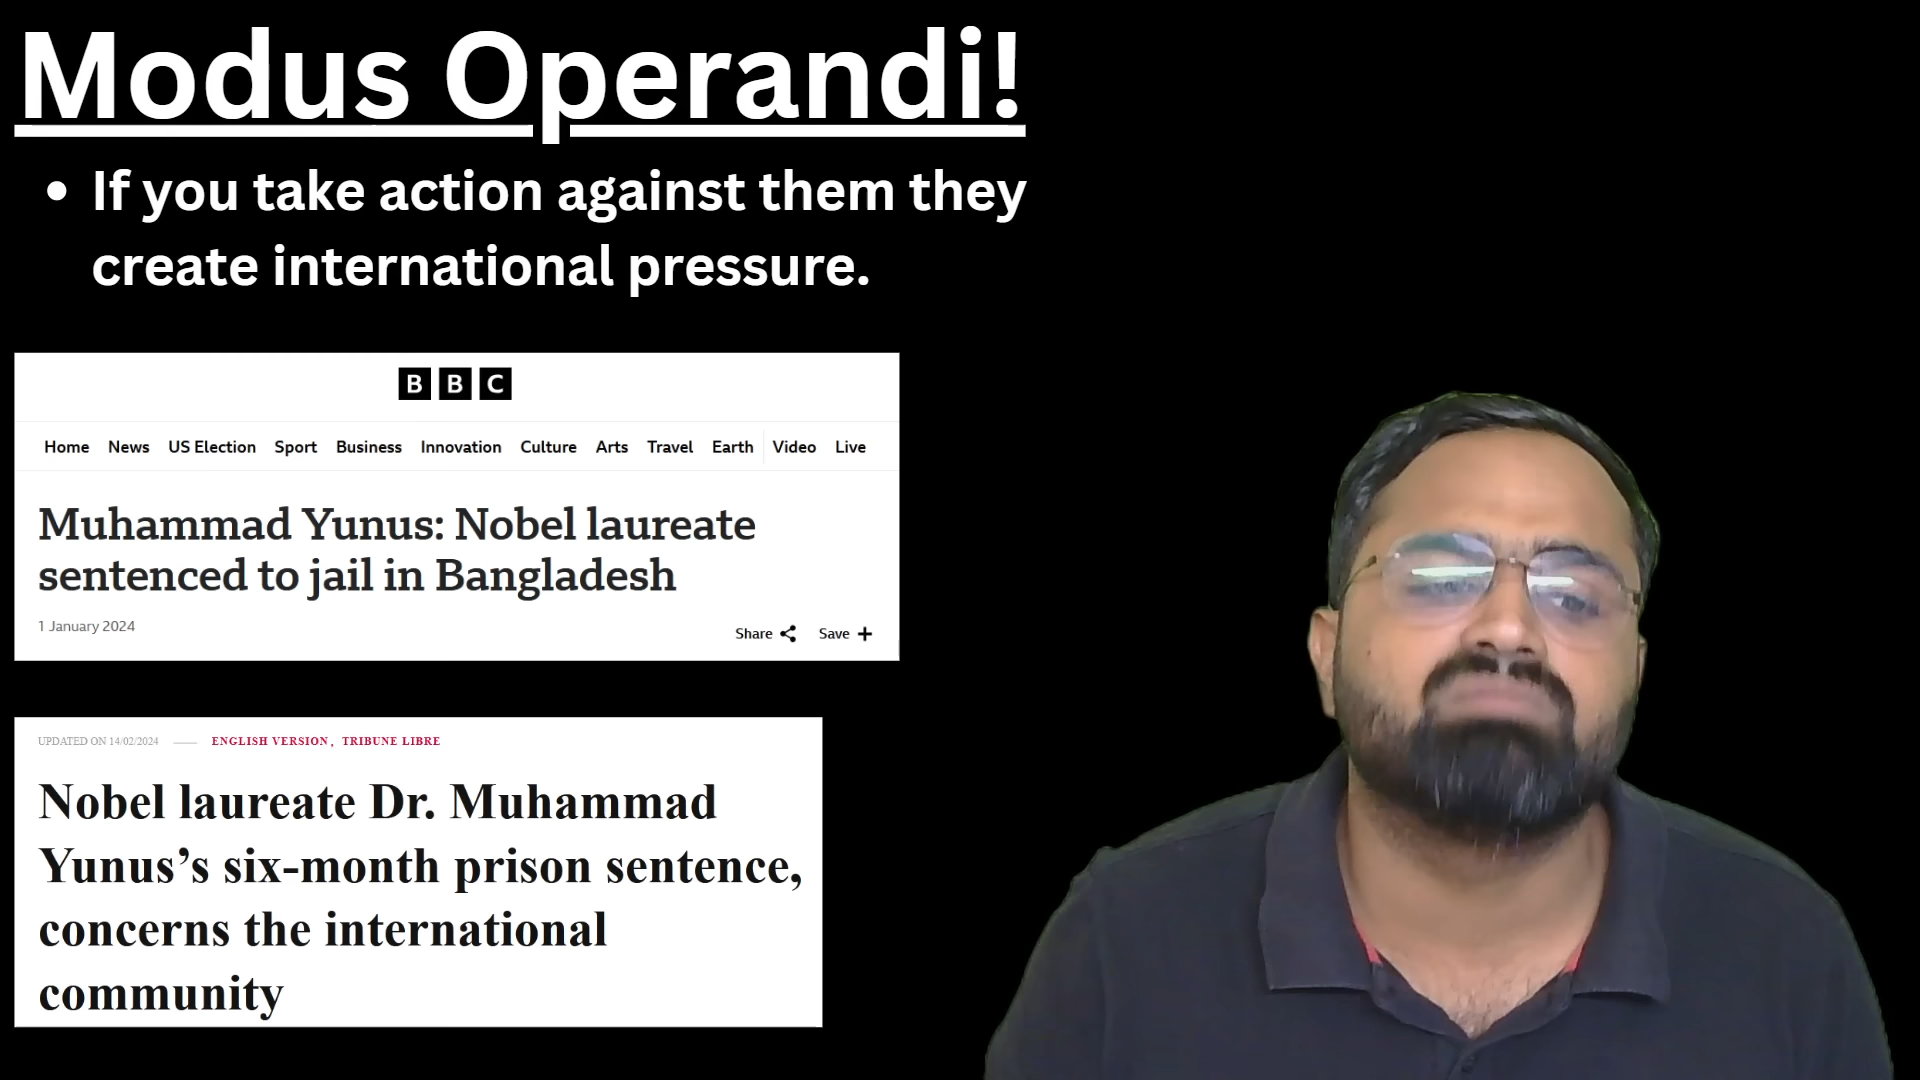 Modus Operandi!
• If you take action against them they
create international pressure.
BBC
Home News US Election Sport Business Innovation Culture Arts Travel Earth Video Live
Muhammad Yunus: Nobel laureate
sentenced to jail in Bangladesh
1 January 2024
Share Save +
UPDATED ON 14/02/2024 —— ENGLISH VERSION, TRIBUNE LIBRE
Nobel laureate Dr. Muhammad
Yunus’s six-month prison sentence,
concerns the international
community